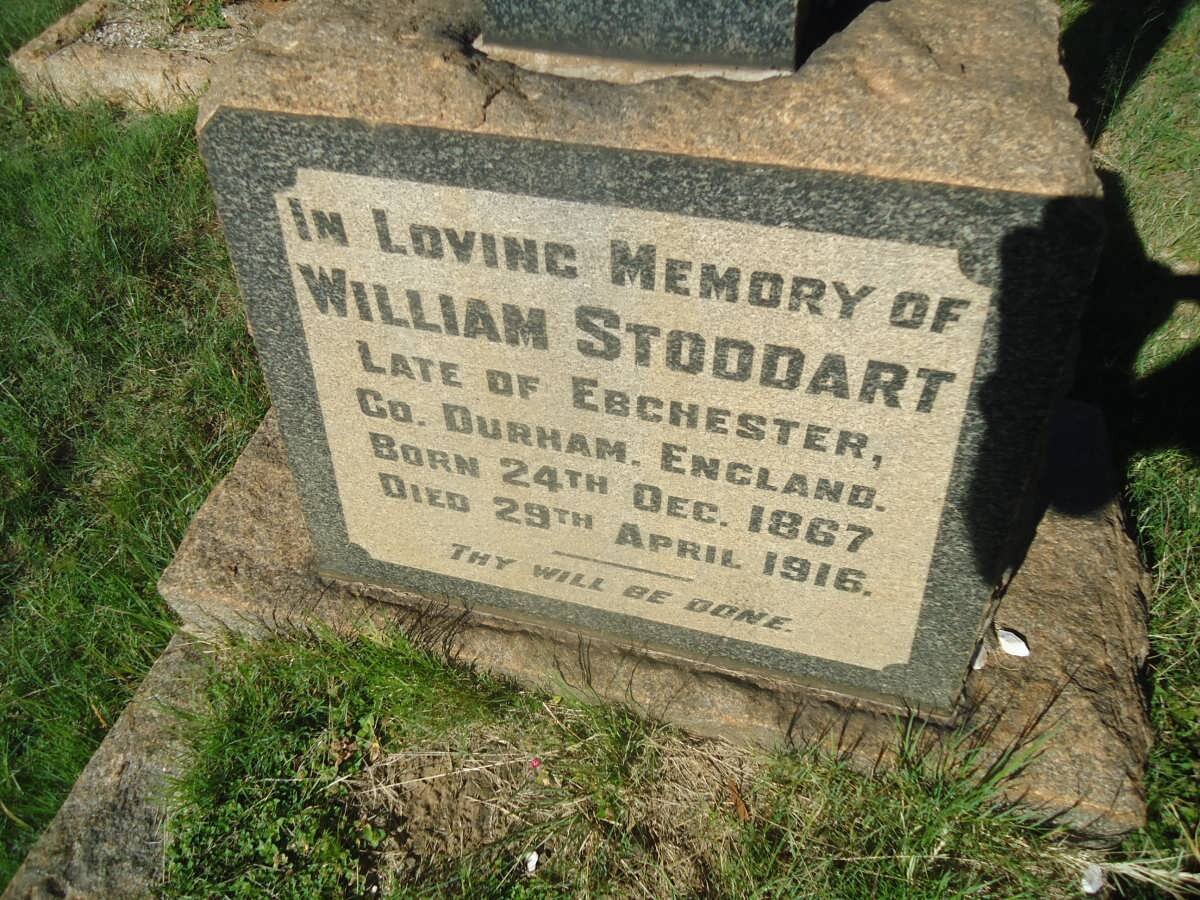 IN LOVING MEMORY OF
WILLIAM STODDART
LATE OF EBCHESTER,
CO. DURHAM. ENGLAND.
BORN 24TH DEC. 1867
DIED 29TH APRIL 1916.
THY WILL BE DONE.